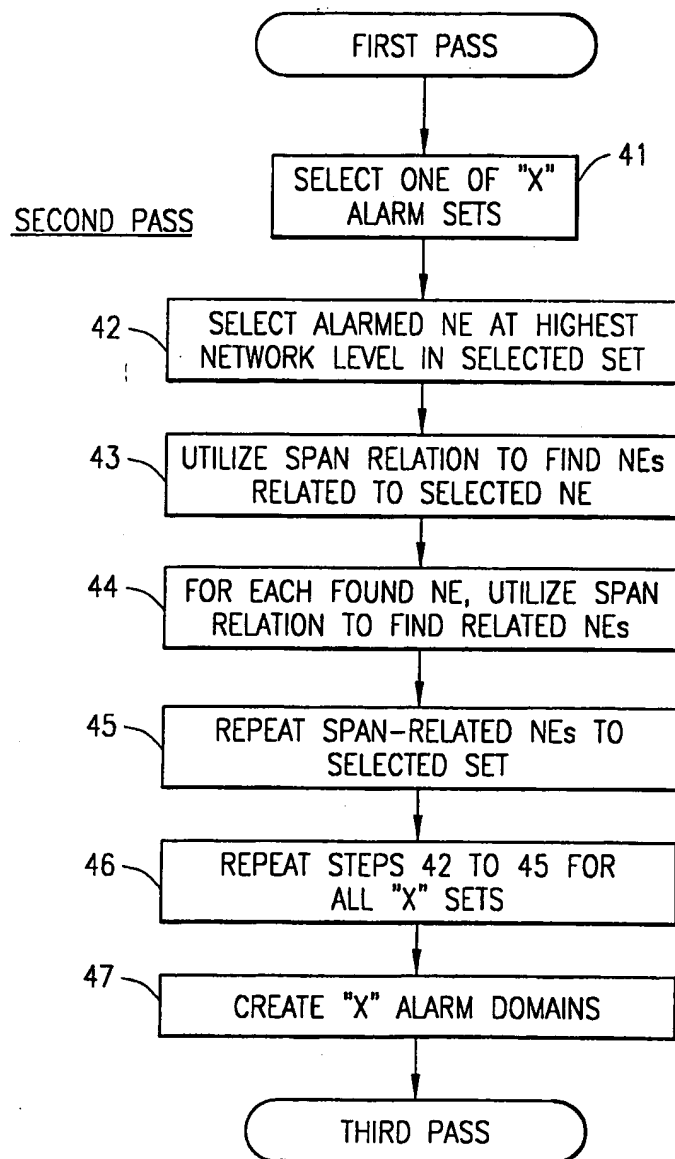 FIRST PASS
41
SELECT ONE OF "X"
ALARM SETS
SECOND PASS
42
SELECT ALARMED NE AT HIGHEST
NETWORK LEVEL IN SELECTED SET
43
UTILIZE SPAN RELATION TO FIND NEs
RELATED TO SELECTED NE
44
FOR EACH FOUND NE, UTILIZE SPAN
RELATION TO FIND RELATED NEs
45
REPEAT SPAN-RELATED NEs TO
SELECTED SET
46
REPEAT STEPS 42 TO 45 FOR
ALL "X" SETS
47
CREATE "X" ALARM DOMAINS
THIRD PASS